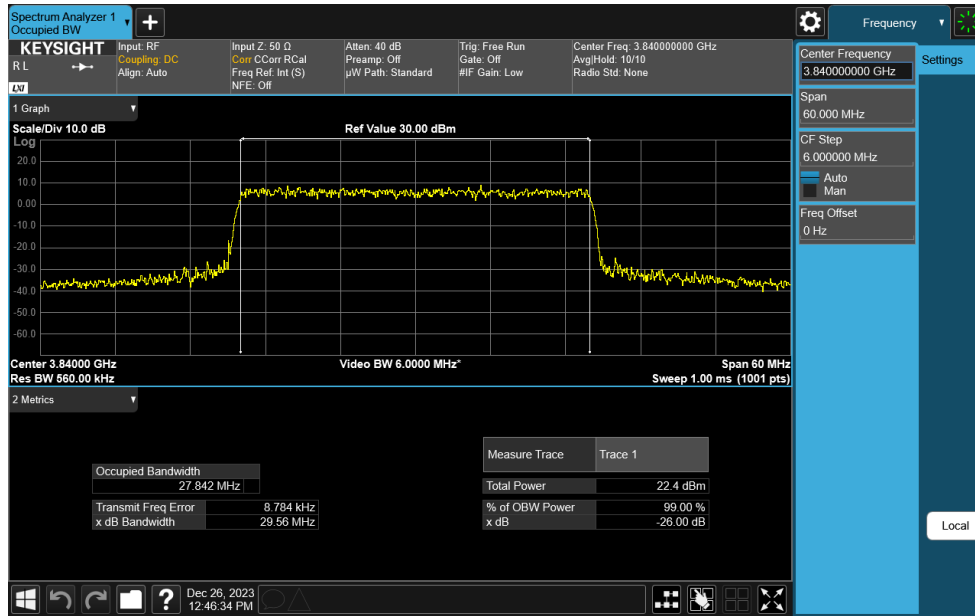 Spectrum Analyzer 1
Occupied BW
Frequency
KEYSIGHT
R L
LXI
Input: RF
Coupling: DC
Align: Auto
Input Z: 50 Ω
Corr CCorr RCal
Freq Ref: Int (S)
NFE: Off
Atten: 40 dB
Preamp: Off
µW Path: Standard
Trig: Free Run
Gate: Off
#IF Gain: Low
Center Freq: 3.840000000 GHz
Avg|Hold: 10/10
Radio Std: None
Center Frequency
3.840000000 GHz
Settings
Span
60.000 MHz
CF Step
6.000000 MHz
Auto
Man
Freq Offset
0 Hz
Local
1 Graph
Scale/Div 10.0 dB
Ref Value 30.00 dBm
Log
20.0
10.0
0.00
-10.0
-20.0
-30.0
-40.0
-50.0
-60.0
Center 3.84000 GHz
Video BW 6.0000 MHz*
Span 60 MHz
Res BW 560.00 kHz
Sweep 1.00 ms (1001 pts)
2 Metrics
Occupied Bandwidth
27.842 MHz
Transmit Freq Error 8.784 kHz
x dB Bandwidth 29.56 MHz
Measure Trace Trace 1
Total Power 22.4 dBm
% of OBW Power 99.00 %
x dB -26.00 dB
?
Dec 26, 2023
12:46:34 PM